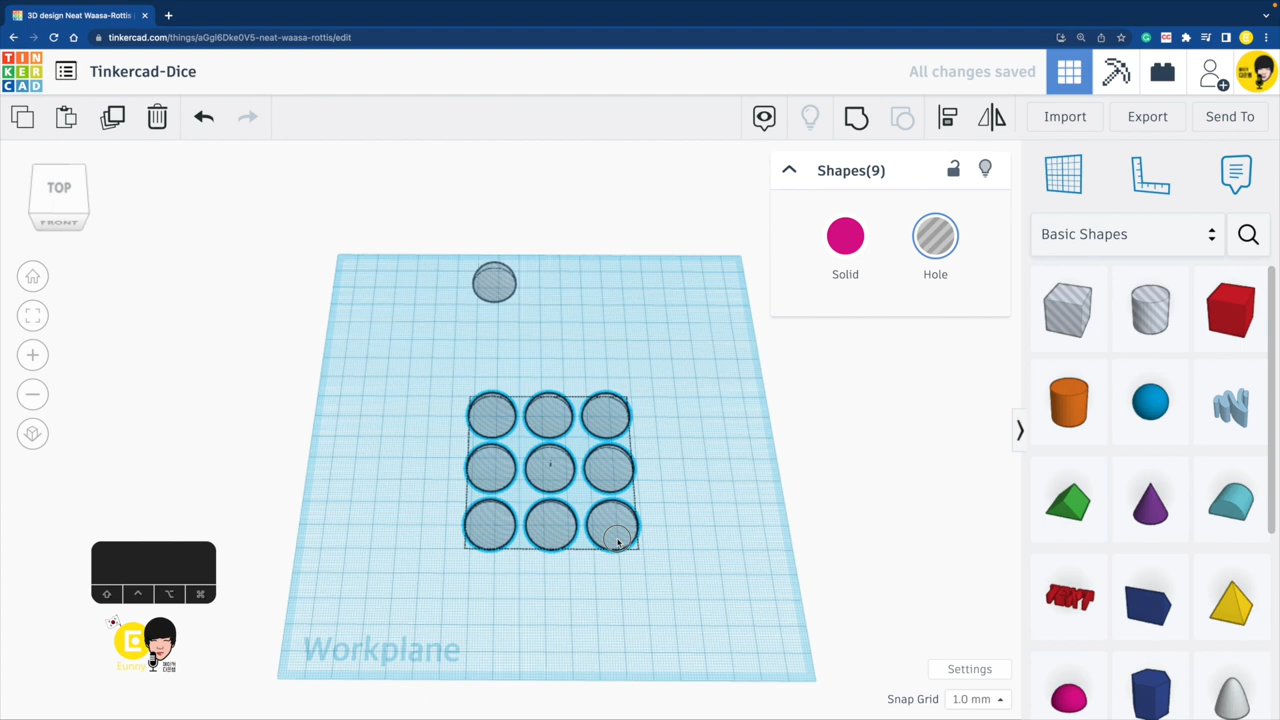 3D design Neat Waasa-Rottis |
tinkercad.com/things/aGgl6Dke0V5-neat-waasa-rottis/edit
CC
E
TIN
KER
CAD
Tinkercad-Dice
All changes saved
Import
Export
Send To
TOP
FRONT
Shapes(9)
Solid
Hole
Basic Shapes
TEXT
Workplane
Eunny
Settings
Snap Grid
1.0 mm